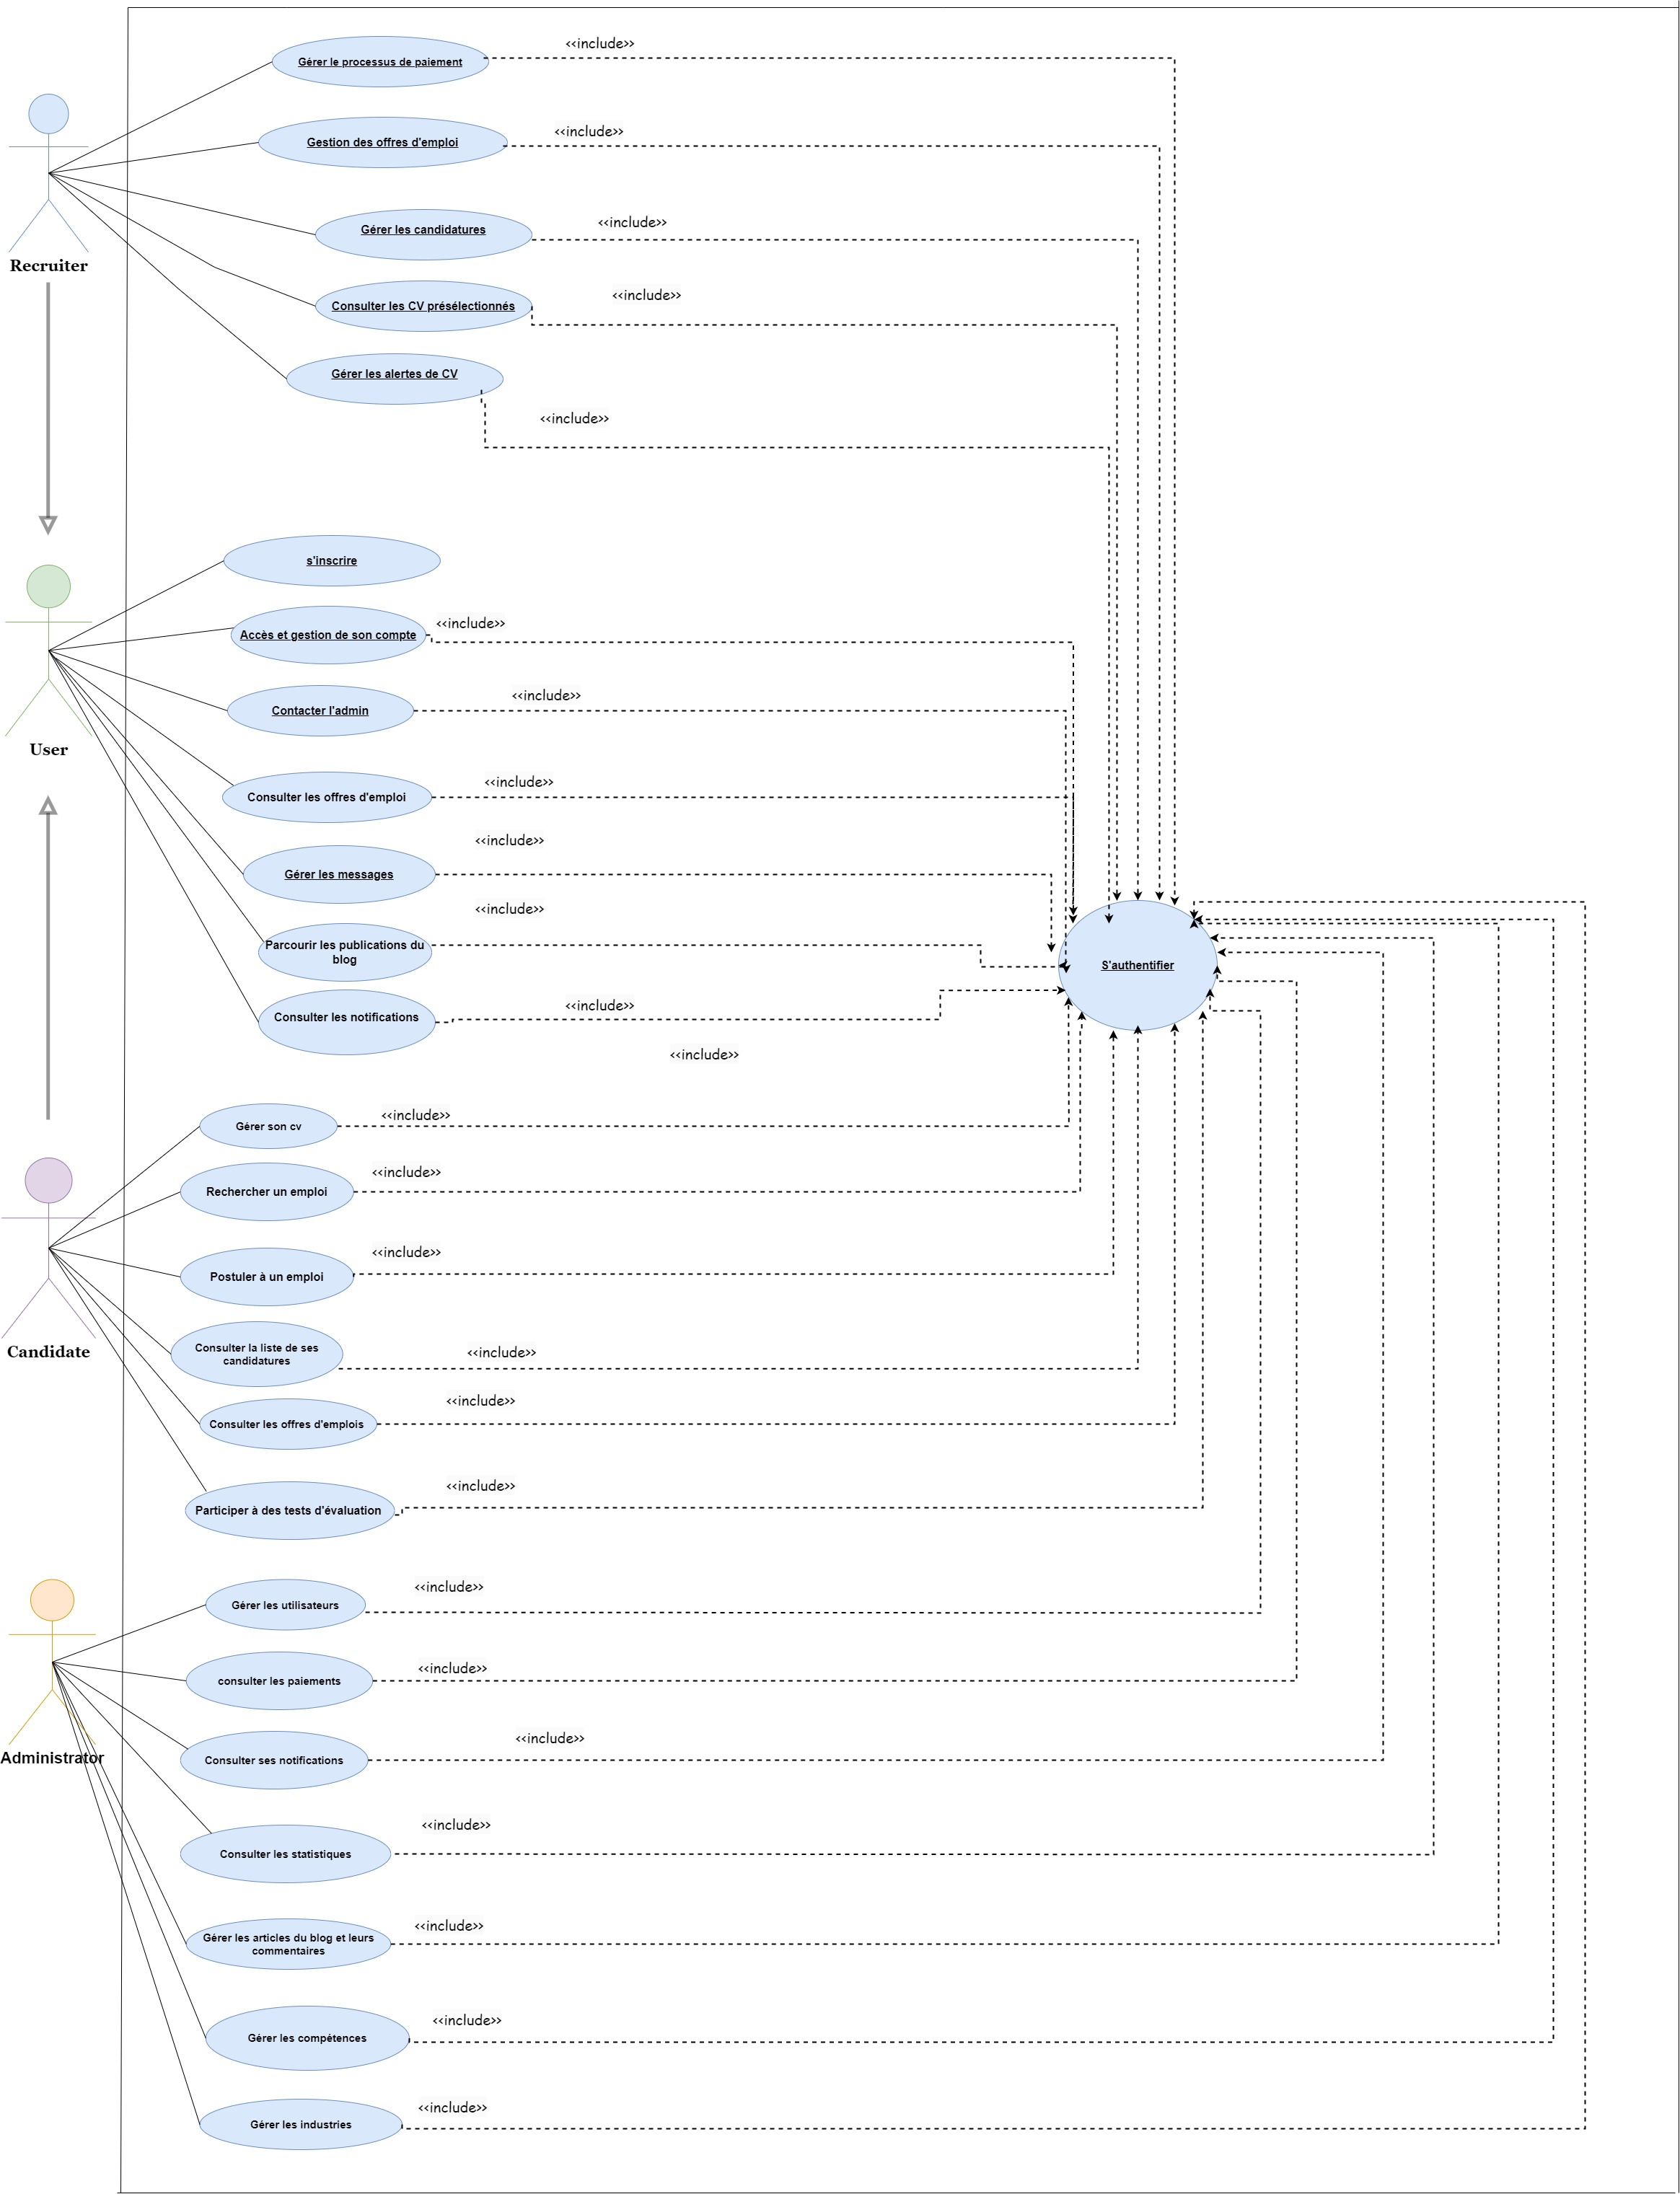 <<include>>
Gérer le processus de paiement
<<include>>
Gestion des offres d'emploi
<<include>>
Gérer les candidatures
Recruiter
<<include>>
Consulter les CV présélectionnés
Gérer les alertes de CV
<<include>>
s'inscrire
<<include>>
Accès et gestion de son compte
<<include>>
Contacter l'admin
User
<<include>>
Consulter les offres d'emploi
<<include>>
Gérer les messages
<<include>>
Parcourir les publications du
blog
S'authentifier
<<include>>
Consulter les notifications
<<include>>
<<include>>
Gérer son cv
<<include>>
Rechercher un emploi
<<include>>
Postuler à un emploi
Candidate
Consulter la liste de ses
candidatures
<<include>>
<<include>>
Consulter les offres d'emplois
<<include>>
Participer à des tests d'évaluation
<<include>>
Gérer les utilisateurs
<<include>>
consulter les paiements
<<include>>
Administrator
Consulter ses notifications
<<include>>
Consulter les statistiques
<<include>>
Gérer les articles du blog et leurs
commentaires
<<include>>
Gérer les compétences
<<include>>
Gérer les industries